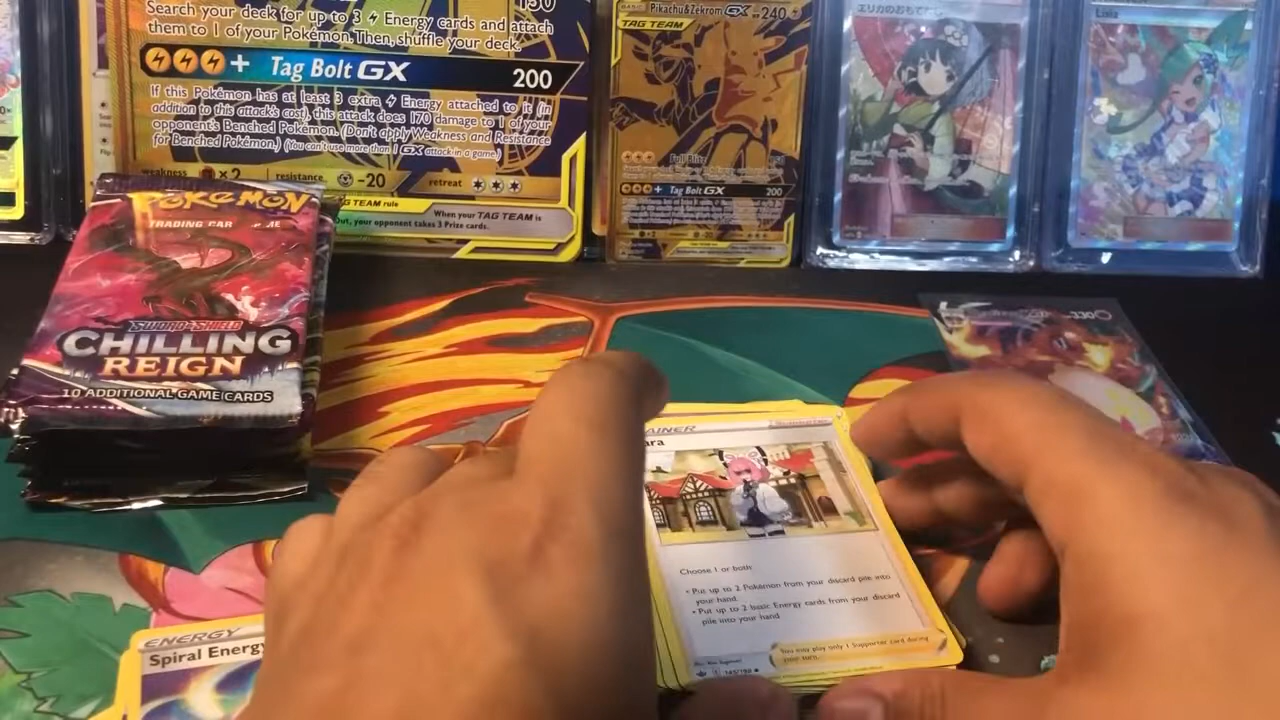 130
Search your deck for up to 3 Energy cards and attach
them to 1 of your Pokémon. Then, shuffle your deck.
+ Tag Bolt GX 200
If this Pokémon has at least 3 extra Energy attached to it (in
addition to this attack's cost), this attack does 170 damage to 1 of your
opponent's Benched Pokémon. (Don't apply Weakness and Resistance
for Benched Pokémon.) (You can't use more than 1 GX attack in a game.)
weakness ×2 resistance -20 retreat
TAG TEAM rule
When your TAG TEAM is
Out, your opponent takes 3 Prize cards.
BASIC Pikachu&Zekrom GX 240
TAG TEAM
Full Blitz
+ Tag Bolt GX 200
エリカのおもてなし
Lisia
POKÉMON
TRADING CAR ME
SWORD & SHIELD
CHILLING
REIGN
10 ADDITIONAL GAME CARDS
330
AINER
ara
Choose 1 or both:
• Put up to 2 Pokémon from your discard pile into
your hand.
• Put up to 2 basic Energy cards from your discard
pile into your hand.
You may play only 1 Supporter card during
your turn.
145/198
ENERGY
Spiral Energy